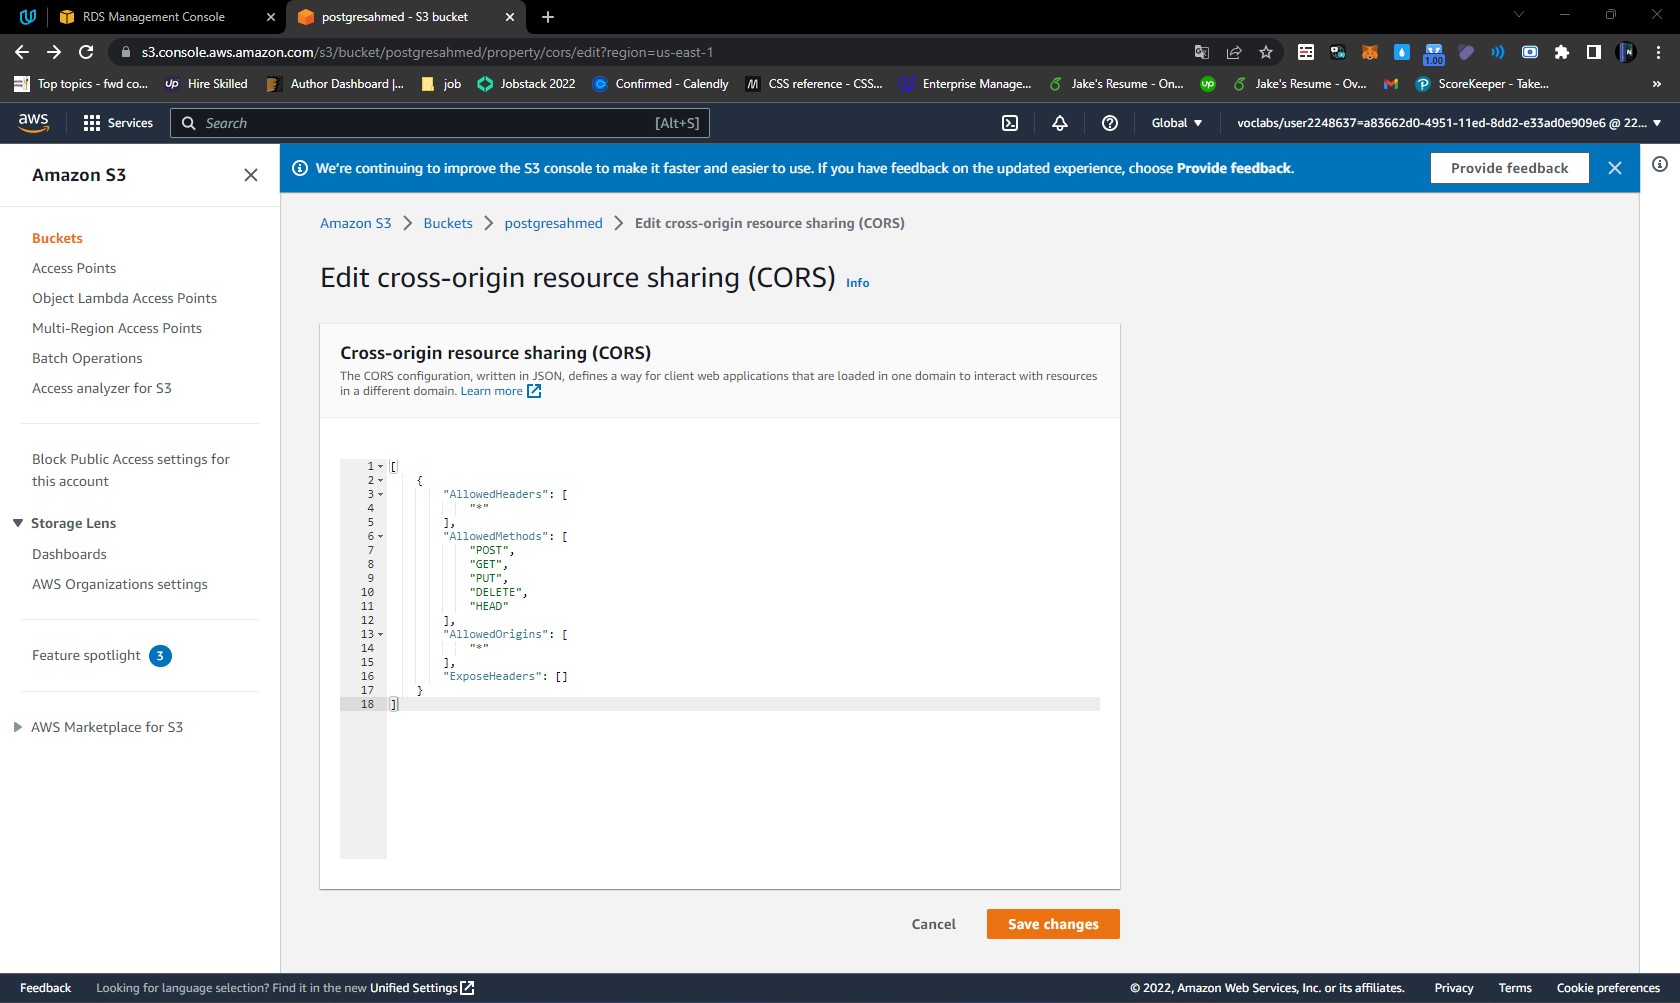 RDS Management Console
postgresahmed - S3 bucket
s3.console.aws.amazon.com/s3/bucket/postgresahmed/property/cors/edit?region=us-east-1
1.00
Top topics - fwd co...
Hire Skilled
Author Dashboard |...
job
Jobstack 2022
Confirmed - Calendly
CSS reference - CSS...
Enterprise Manage...
Jake's Resume - On...
up
Jake's Resume - Ov...
ScoreKeeper - Take...
»
aws
Services
Search
[Alt+S]
Global
voclabs/user2248637=a83662d0-4951-11ed-8dd2-e33ad0e909e6 @ 22...
Amazon S3
We're continuing to improve the S3 console to make it faster and easier to use. If you have feedback on the updated experience, choose Provide feedback.
Provide feedback
Buckets
Access Points
Object Lambda Access Points
Multi-Region Access Points
Batch Operations
Access analyzer for S3
Block Public Access settings for
this account
Storage Lens
Dashboards
AWS Organizations settings
Feature spotlight 3
AWS Marketplace for S3
Amazon S3 > Buckets > postgresahmed > Edit cross-origin resource sharing (CORS)
Edit cross-origin resource sharing (CORS) Info
Cross-origin resource sharing (CORS)
The CORS configuration, written in JSON, defines a way for client web applications that are loaded in one domain to interact with resources
in a different domain. Learn more
1 [
2 {
3 "AllowedHeaders": [
4 "*"
5 ],
6 "AllowedMethods": [
7 "POST",
8 "GET",
9 "PUT",
10 "DELETE",
11 "HEAD"
12 ],
13 "AllowedOrigins": [
14 "*"
15 ],
16 "ExposeHeaders": []
17 }
18 ]
Cancel
Save changes
Feedback
Looking for language selection? Find it in the new Unified Settings
© 2022, Amazon Web Services, Inc. or its affiliates.
Privacy
Terms
Cookie preferences